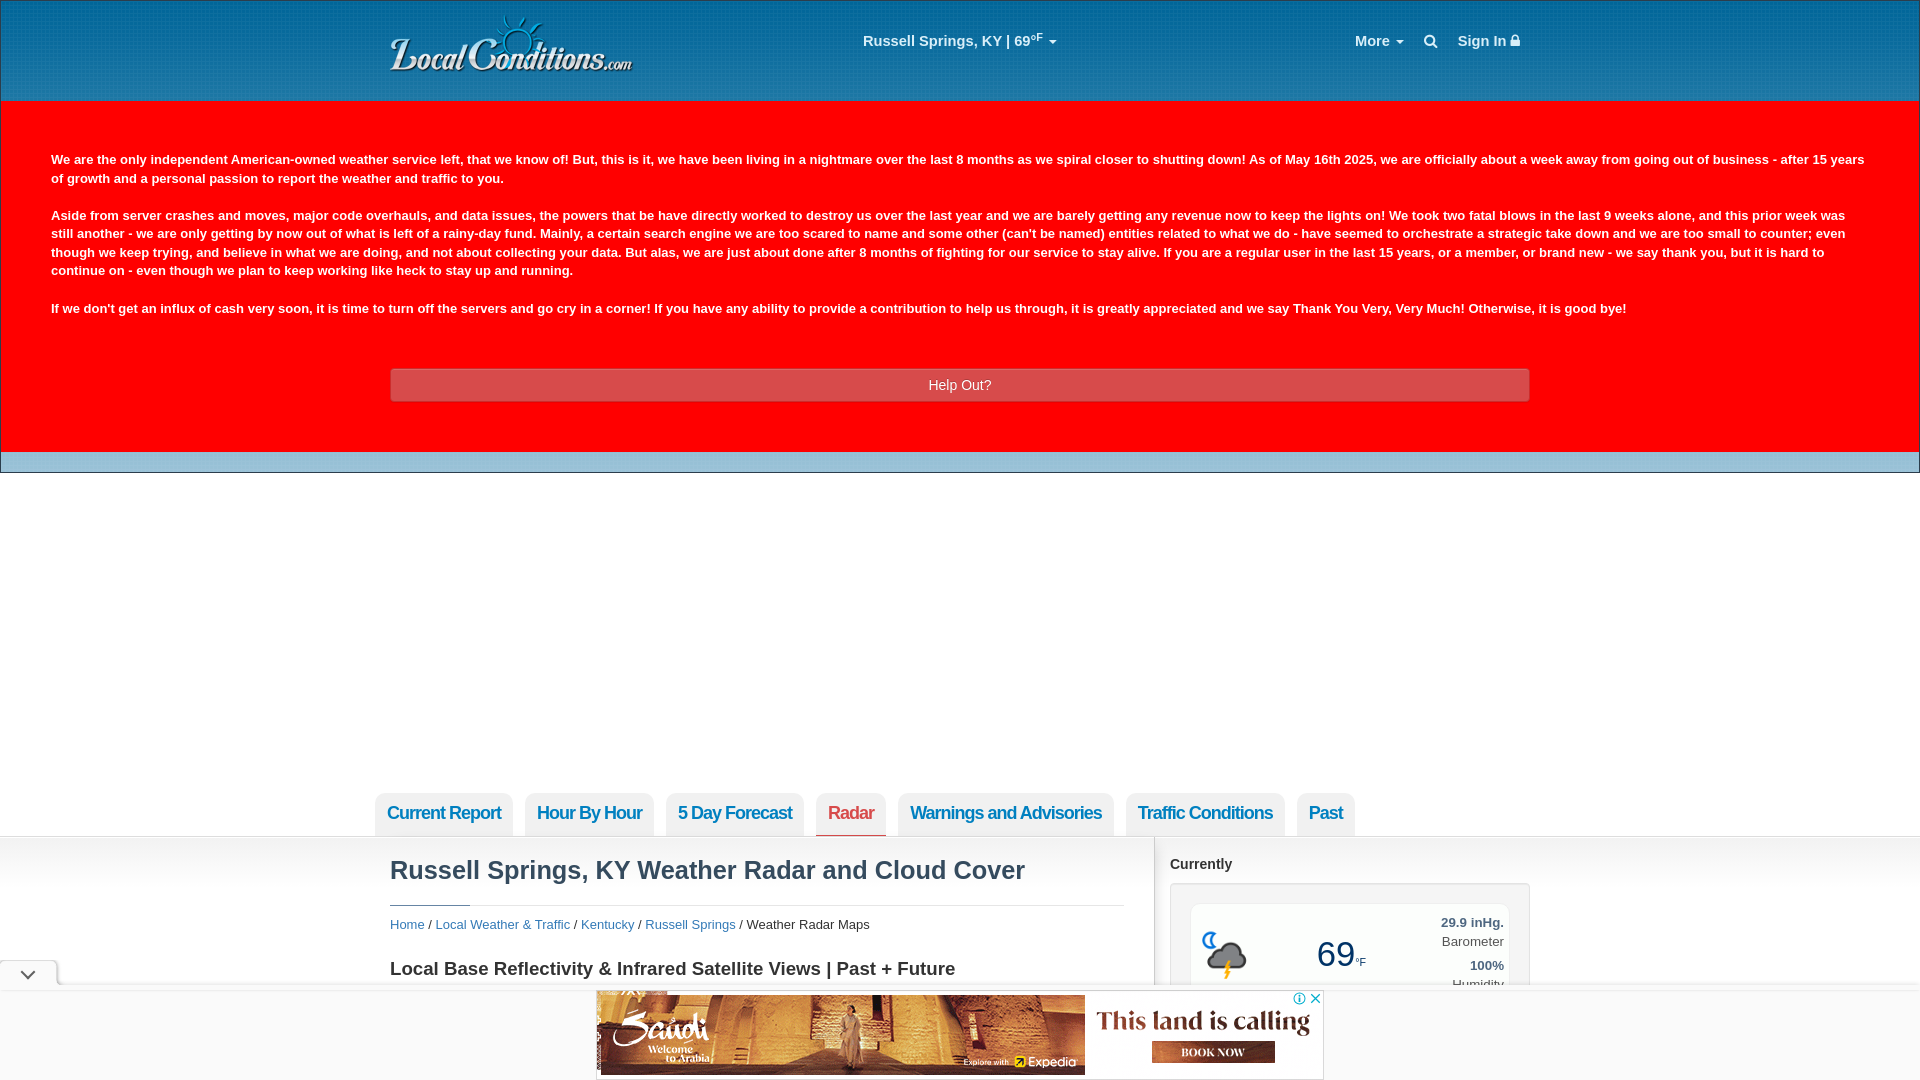 LocalConditions.com
Russell Springs, KY | 69°F
More
Sign In
We are the only independent American-owned weather service left, that we know of! But, this is it, we have been living in a nightmare over the last 8 months as we spiral closer to shutting down! As of May 16th 2025, we are officially about a week away from going out of business - after 15 years
of growth and a personal passion to report the weather and traffic to you.
Aside from server crashes and moves, major code overhauls, and data issues, the powers that be have directly worked to destroy us over the last year and we are barely getting any revenue now to keep the lights on! We took two fatal blows in the last 9 weeks alone, and this prior week was
still another - we are only getting by now out of what is left of a rainy-day fund. Mainly, a certain search engine we are too scared to name and some other (can't be named) entities related to what we do - have seemed to orchestrate a strategic take down and we are too small to counter; even
though we keep trying, and believe in what we are doing, and not about collecting your data. But alas, we are just about done after 8 months of fighting for our service to stay alive. If you are a regular user in the last 15 years, or a member, or brand new - we say thank you, but it is hard to
continue on - even though we plan to keep working like heck to stay up and running.
If we don't get an influx of cash very soon, it is time to turn off the servers and go cry in a corner! If you have any ability to provide a contribution to help us through, it is greatly appreciated and we say Thank You Very, Very Much! Otherwise, it is good bye!
Help Out?
Current Report
Hour By Hour
5 Day Forecast
Radar
Warnings and Advisories
Traffic Conditions
Past
Russell Springs, KY Weather Radar and Cloud Cover
Home / Local Weather & Traffic / Kentucky / Russell Springs / Weather Radar Maps
Local Base Reflectivity & Infrared Satellite Views | Past + Future
Currently
69°F
29.9 inHg.
Barometer
100%
Humidity
Saudi
Welcome
to Arabia
Explore with Expedia
This land is calling
BOOK NOW